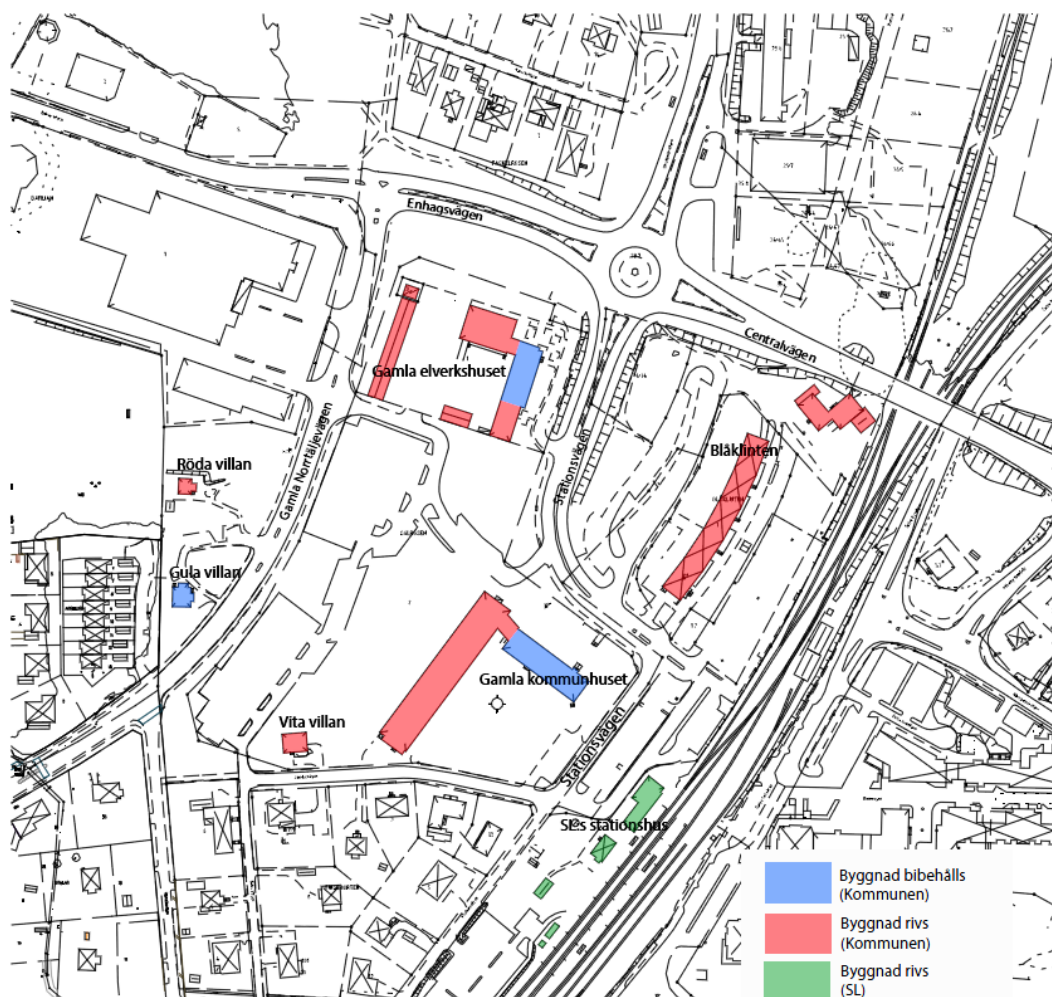 Enhagsvägen
Centralvägen
Gamla elverkshuset
Stationsvägen
Blåklinten
Gamla Norrtäljevägen
Röda villan
Gula villan
Gamla kommunhuset
Vita villan
Stationsvägen
SLs stationshus
Byggnad bibehålls
(Kommunen)
Byggnad rivs
(Kommunen)
Byggnad rivs
(SL)